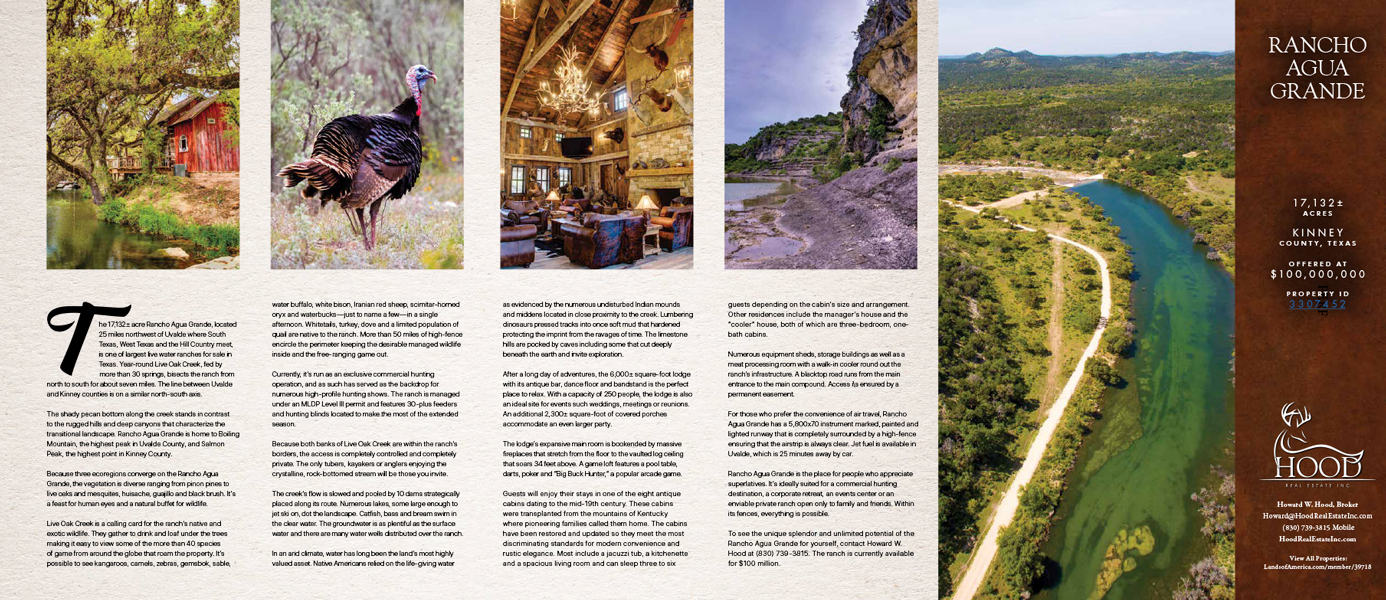 The 17,132± acre Rancho Agua Grande, located
25 miles northwest of Uvalde where South
Texas, West Texas and the Hill Country meet,
is one of largest live water ranches for sale in
Texas. Year-round Live Oak Creek, fed by
more than 30 springs, bisects the ranch from
north to south for about seven miles. The line between Uvalde
and Kinney counties is on a similar north-south axis.
The shady pecan bottom along the creek stands in contrast
to the rugged hills and deep canyons that characterize the
transitional landscape. Rancho Agua Grande is home to Boiling
Mountain, the highest peak in Uvalde County, and Salmon
Peak, the highest point in Kinney County.
Because three ecoregions converge on the Rancho Agua
Grande, the vegetation is diverse ranging from pinon pines to
live oaks and mesquites, huisache, guajillo and black brush. It's
a feast for human eyes and a natural buffet for wildlife.
Live Oak Creek is a calling card for the ranch's native and
exotic wildlife. They gather to drink and loaf under the trees
making it easy to view some of the more than 40 species
of game from around the globe that roam the property. It's
possible to see kangaroos, camels, zebras, gemsbok, sable,
water buffalo, white bison, Iranian red sheep, scimitar-horned
oryx and waterbucks—just to name a few—in a single
afternoon. Whitetails, turkey, dove and a limited population of
quail are native to the ranch. More than 50 miles of high-fence
encircle the perimeter keeping the desirable managed wildlife
inside and the free-ranging game out.
Currently, it's run as an exclusive commercial hunting
operation, and as such has served as the backdrop for
numerous high-profile hunting shows. The ranch is managed
under an MLDP Level III permit and features 30-plus feeders
and hunting blinds located to make the most of the extended
season.
Because both banks of Live Oak Creek are within the ranch's
borders, the access is completely controlled and completely
private. The only tubers, kayakers or anglers enjoying the
crystalline, rock-bottomed stream will be those you invite.
The creek's flow is slowed and pooled by 10 dams strategically
placed along its route. Numerous lakes, some large enough to
jet ski on, dot the landscape. Catfish, bass and bream swim in
the clear water. The groundwater is as plentiful as the surface
water and there are many water wells distributed over the ranch.
In an arid climate, water has long been the land's most highly
valued asset. Native Americans relied on the life-giving water
as evidenced by the numerous undisturbed Indian mounds
and middens located in close proximity to the creek. Lumbering
dinosaurs pressed tracks into once soft mud that hardened
protecting the imprint from the ravages of time. The limestone
hills are pocked by caves including some that cut deeply
beneath the earth and invite exploration.
After a long day of adventures, the 6,000± square-foot lodge
with its antique bar, dance floor and bandstand is the perfect
place to relax. With a capacity of 250 people, the lodge is also
an ideal site for events such weddings, meetings or reunions.
An additional 2,300± square-foot of covered porches
accommodate an even larger party.
The lodge's expansive main room is bookended by massive
fireplaces that stretch from the floor to the vaulted log ceiling
that soars 34 feet above. A game loft features a pool table,
darts, poker and "Big Buck Hunter," a popular arcade game.
Guests will enjoy their stays in one of the eight antique
cabins dating to the mid-19th century. These cabins
were transplanted from the mountains of Kentucky
where pioneering families called them home. The cabins
have been restored and updated so they meet the most
discriminating standards for modern convenience and
rustic elegance. Most include a jacuzzi tub, a kitchenette
and a spacious living room and can sleep three to six
guests depending on the cabin's size and arrangement.
Other residences include the manager's house and the
"cooler" house, both of which are three-bedroom, one-
bath cabins.
Numerous equipment sheds, storage buildings as well as a
meat processing room with a walk-in cooler round out the
ranch's infrastructure. A blacktop road runs from the main
entrance to the main compound. Access is ensured by a
permanent easement.
For those who prefer the convenience of air travel, Rancho
Agua Grande has a 5,800x70 instrument marked, painted and
lighted runway that is completely surrounded by a high-fence
ensuring that the airstrip is always clear. Jet fuel is available in
Uvalde, which is 25 minutes away by car.
Rancho Agua Grande is the place for people who appreciate
superlatives. It's ideally suited for a commercial hunting
destination, a corporate retreat, an events center or an
enviable private ranch open only to family and friends. Within
its fences, everything is possible.
To see the unique splendor and unlimited potential of the
Rancho Agua Grande for yourself, contact Howard W.
Hood at (830) 739-3815. The ranch is currently available
for $100 million.
RANCHO
AGUA
GRANDE
17,132±
ACRES
KINNEY
COUNTY, TEXAS
OFFERED AT
$100,000,000
PROPERTY ID
3307452
HOOD
REAL ESTATE INC.
Howard W. Hood, Broker
Howard@HoodRealEstateInc.com
(830) 739-3815 Mobile
HoodRealEstateInc.com
View All Properties:
LandsofAmerica.com/member/39718